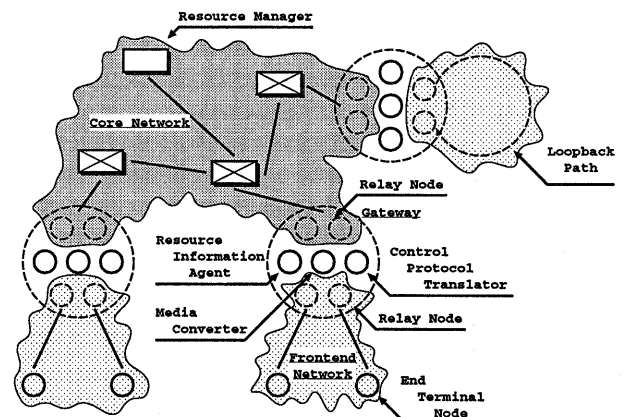 Resource Manager
Core Network
Loopback
Path
Relay Node
Gateway
Resource
Information
Agent
Control
Protocol
Translator
Media
Converter
Relay Node
Frontend
Network
End
Terminal
Node